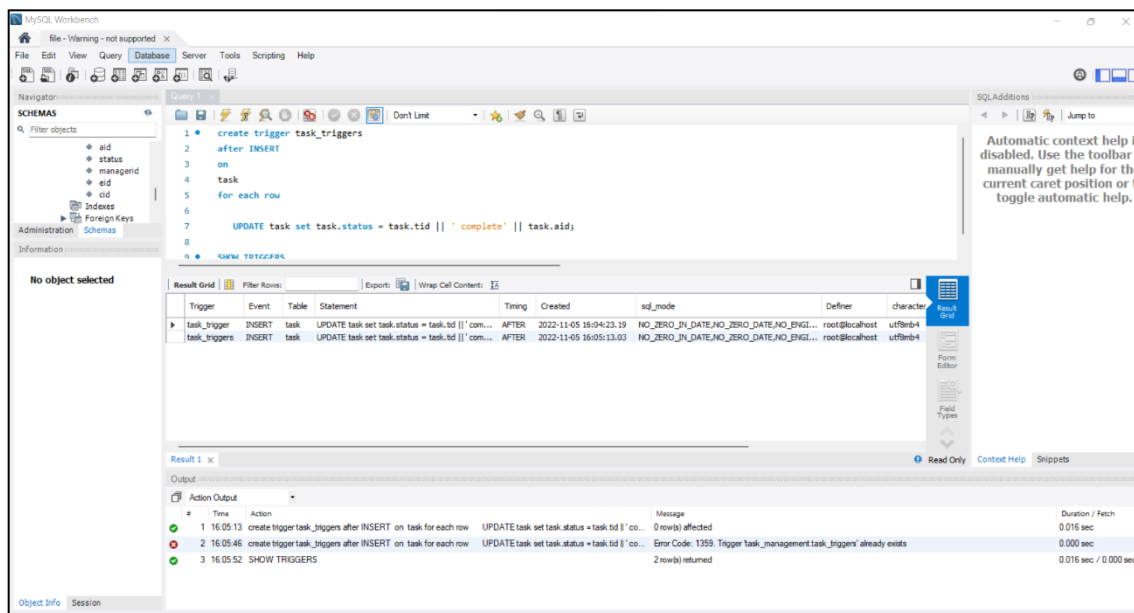 MySQL Workbench
file - Warning - not supported
File Edit View Query Database Server Tools Scripting Help
Navigator
SCHEMAS
Filter objects
aid
status
managerid
eid
cid
Indexes
Foreign Keys
Administration Schemas
Information
No object selected
Object Info Session
Query 1
Don't Limit
1 create trigger task_triggers
2 after INSERT
3 on
4 task
5 for each row
6
7 UPDATE task set task.status = task.tid || ' complete' || task.aid;
8
9 SHOW TRIGGERS
Result Grid Filter Rows: Export: Wrap Cell Content:
Trigger Event Table Statement Timing Created sql_mode Definer character
task_trigger INSERT task UPDATE task set task.status = task.tid || ' com... AFTER 2022-11-05 16:04:23.19 NO_ZERO_IN_DATE,NO_ZERO_DATE,NO_ENGI... root@localhost utf8mb4
task_triggers INSERT task UPDATE task set task.status = task.tid || ' com... AFTER 2022-11-05 16:05:13.03 NO_ZERO_IN_DATE,NO_ZERO_DATE,NO_ENGI... root@localhost utf8mb4
Result
Grid
Form
Editor
Field
Types
Result 1
Read Only
Output
Action Output
# Time Action Message Duration / Fetch
1 16:05:13 create trigger task_triggers after INSERT on task for each row UPDATE task set task.status = task.tid || ' co... 0 row(s) affected 0.016 sec
2 16:05:46 create trigger task_triggers after INSERT on task for each row UPDATE task set task.status = task.tid || ' co... Error Code: 1359. Trigger 'task_management.task_triggers' already exists 0.000 sec
3 16:05:52 SHOW TRIGGERS 2 row(s) returned 0.016 sec / 0.000 sec
SQLAdditions
Jump to
Automatic context help i
disabled. Use the toolbar
manually get help for the
current caret position or t
toggle automatic help.
Context Help Snippets